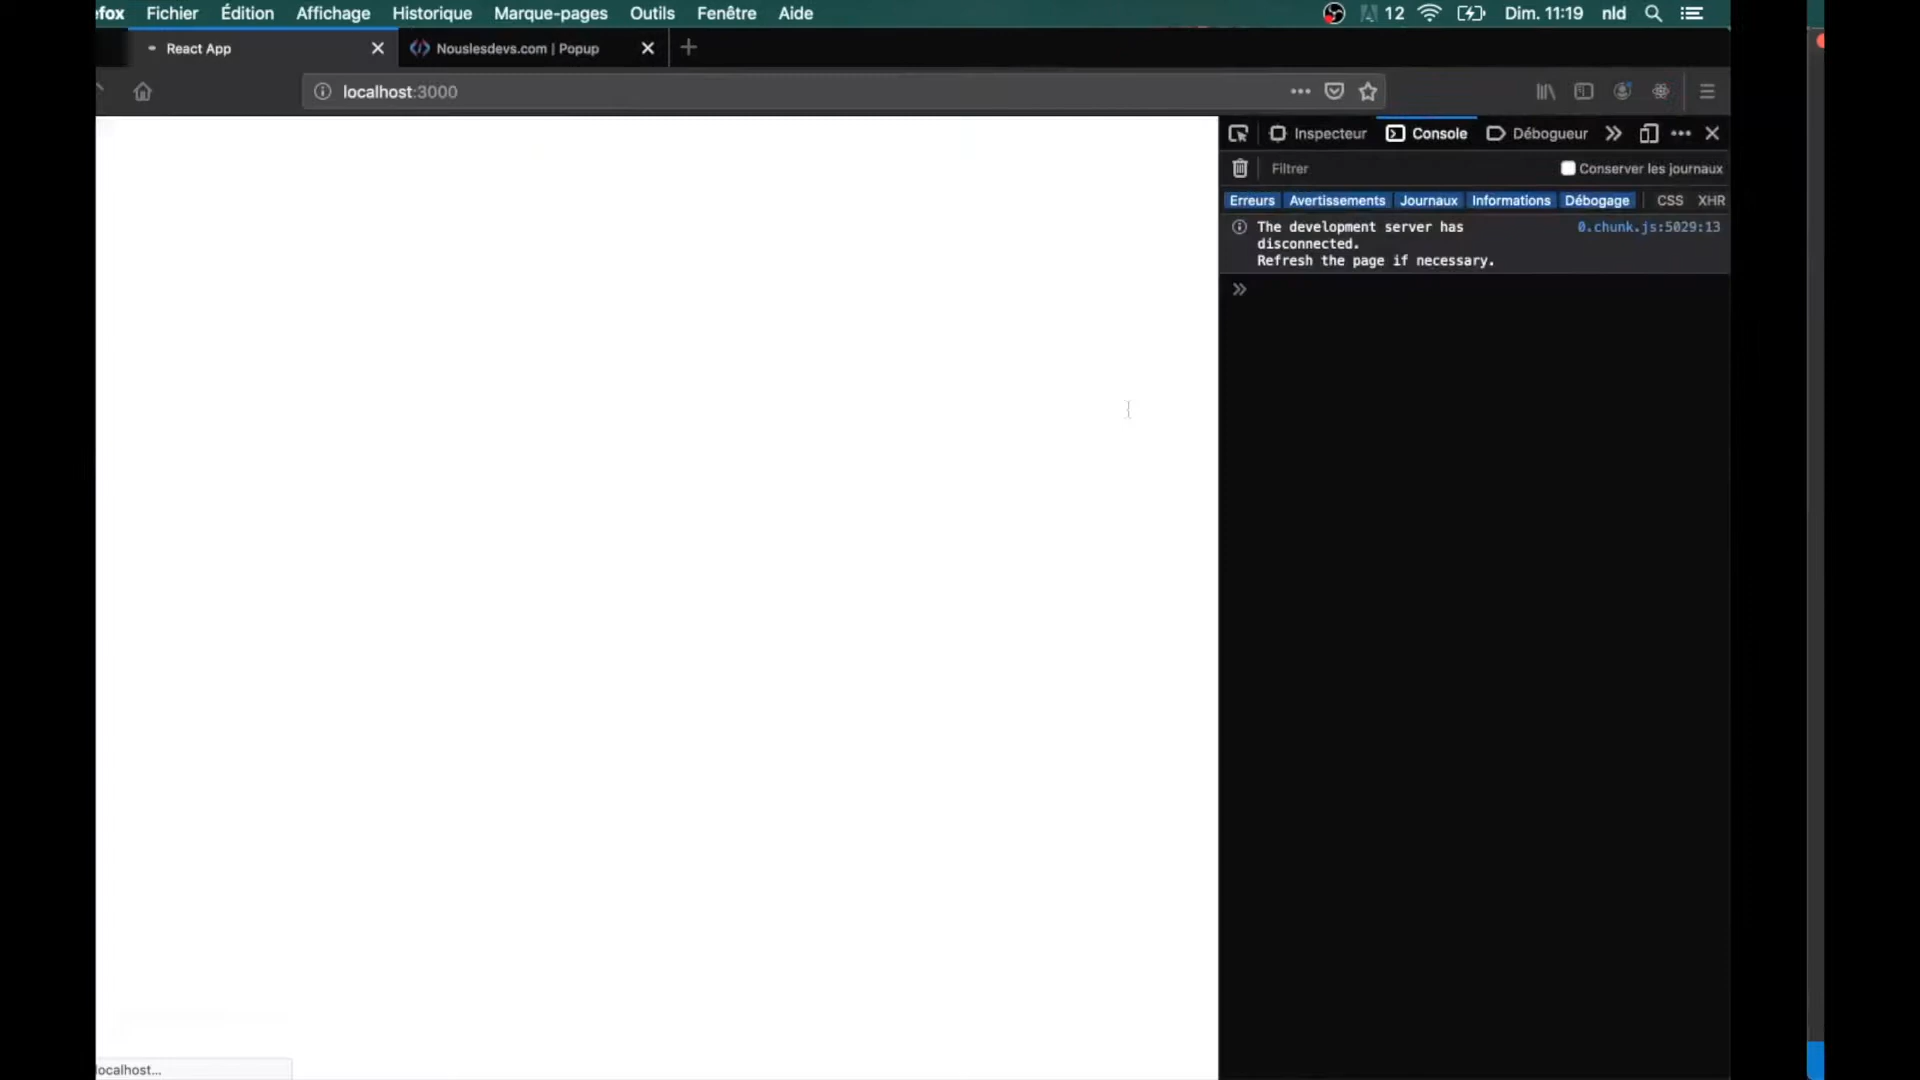 efox Fichier Édition Affichage Historique Marque-pages Outils Fenêtre Aide 12 Dim. 11:19 nld
React App Nouslesdevs.com | Popup
localhost:3000
Inspecteur Console Débogueur
Filtrer Conserver les journaux
Erreurs Avertissements Journaux Informations Débogage CSS XHR
The development server has 0.chunk.js:5029:13
disconnected.
Refresh the page if necessary.
localhost...